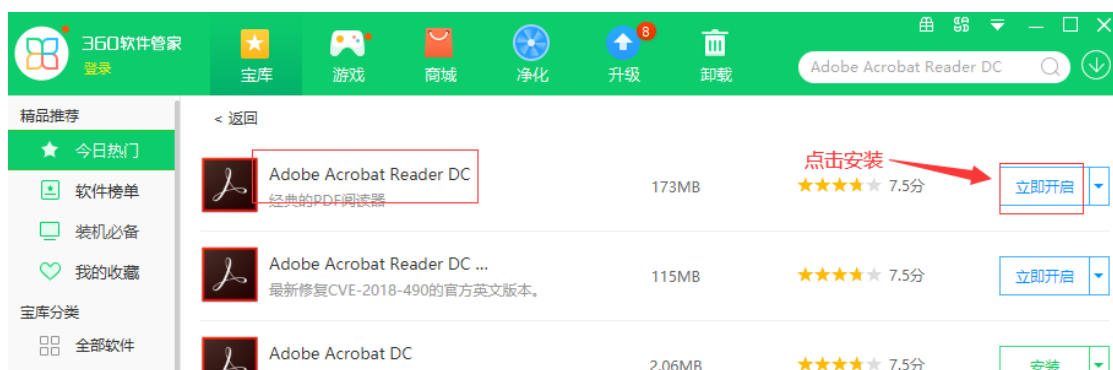 360软件管家
登录
宝库
游戏
商城
净化
8
升级
卸载
Adobe Acrobat Reader DC
精品推荐
今日热门
软件榜单
装机必备
我的收藏
宝库分类
全部软件
< 返回
Adobe Acrobat Reader DC
经典的PDF阅读器
173MB
点击安装
7.5分
立即开启
Adobe Acrobat Reader DC ...
最新修复CVE-2018-490的官方英文版本。
115MB
7.5分
立即开启
Adobe Acrobat DC
2.06MB
7.5分
安装